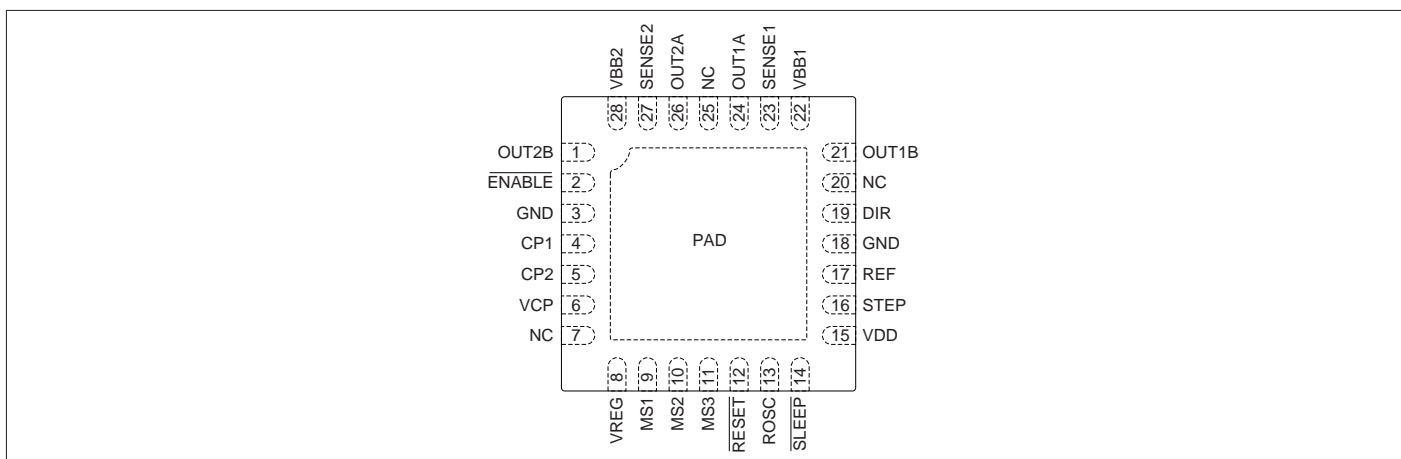 VBB2
SENSE2
OUT2A
NC
OUT1A
SENSE1
VBB1
28
27
26
25
24
23
22
OUT2B 1
ENABLE 2
GND 3
CP1 4
CP2 5
VCP 6
NC 7
PAD
21 OUT1B
20 NC
19 DIR
18 GND
17 REF
16 STEP
15 VDD
8
9
10
11
12
13
14
VREG
MS1
MS2
MS3
RESET
ROSC
SLEEP